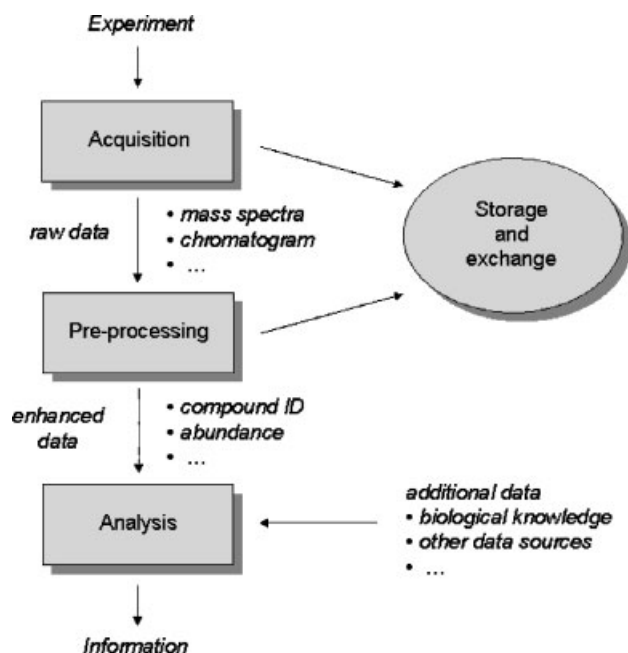 Experiment
Acquisition
raw data
• mass spectra
• chromatogram
• ...
Storage
and
exchange
Pre-processing
enhanced
data
• compound ID
• abundance
• ...
Analysis
additional data
• biological knowledge
• other data sources
• ...
Information